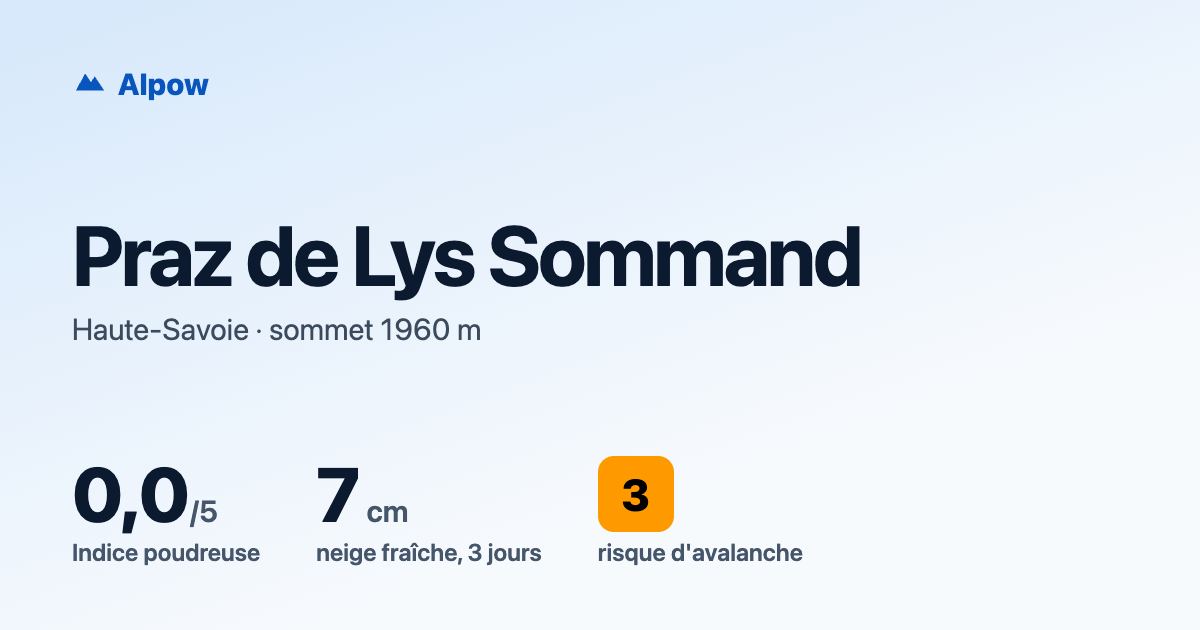 Alpow
Praz de Lys Sommand
Haute-Savoie · sommet 1960 m
0,0/5
Indice poudreuse
7 cm
neige fraîche, 3 jours
3
risque d'avalanche